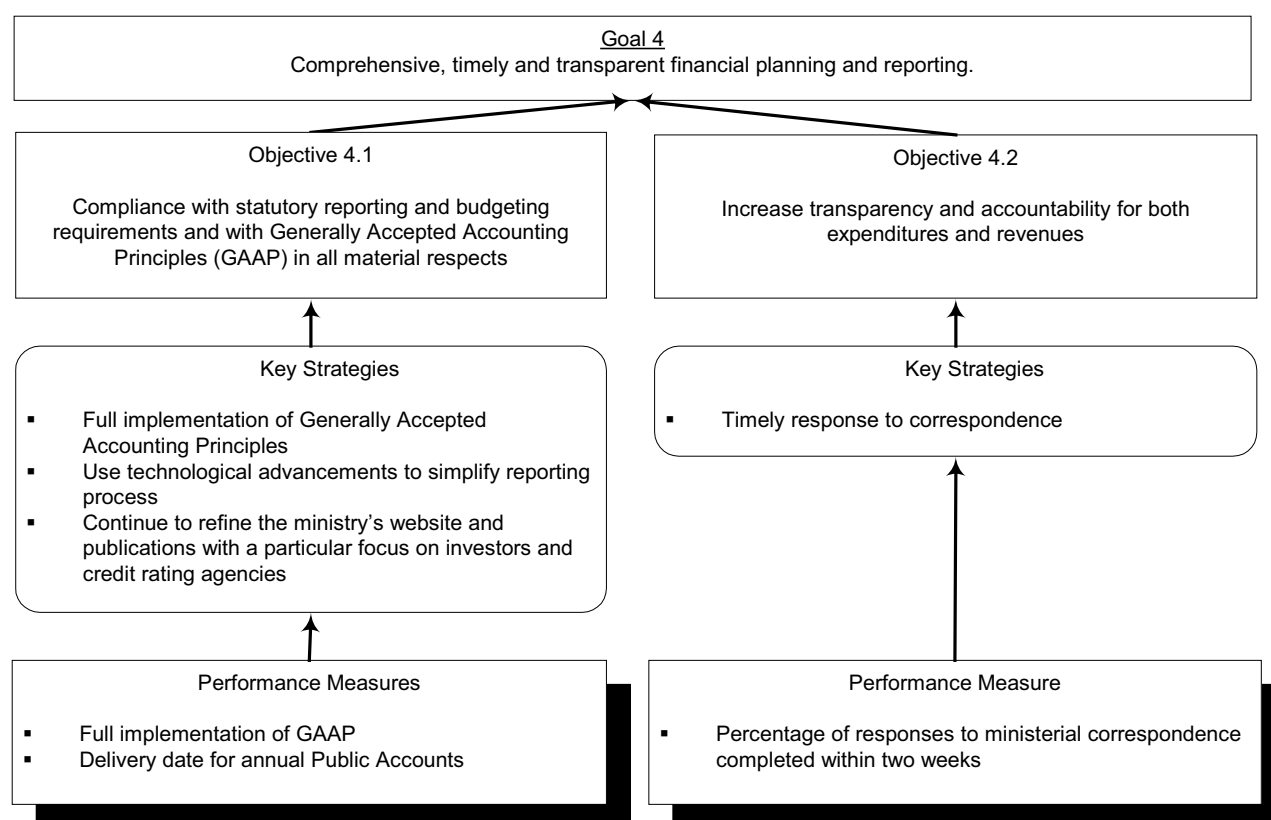 Goal 4
Comprehensive, timely and transparent financial planning and reporting.
Objective 4.1
Compliance with statutory reporting and budgeting
requirements and with Generally Accepted Accounting
Principles (GAAP) in all material respects
Objective 4.2
Increase transparency and accountability for both
expenditures and revenues
Key Strategies
▪ Full implementation of Generally Accepted
Accounting Principles
▪ Use technological advancements to simplify reporting
process
▪ Continue to refine the ministry's website and
publications with a particular focus on investors and
credit rating agencies
Key Strategies
▪ Timely response to correspondence
Performance Measures
▪ Full implementation of GAAP
▪ Delivery date for annual Public Accounts
Performance Measure
▪ Percentage of responses to ministerial correspondence
completed within two weeks